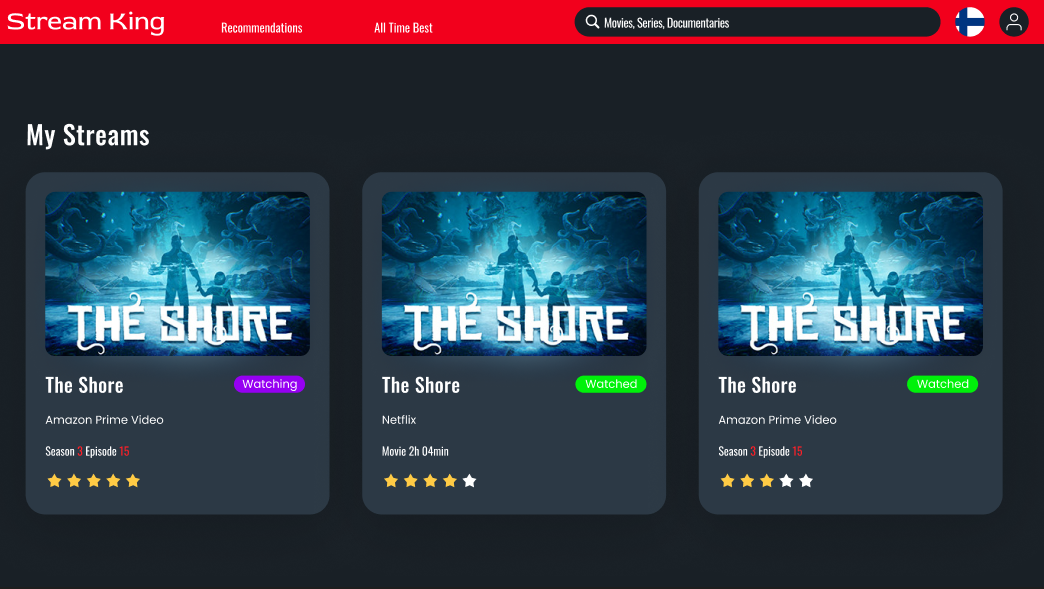 Stream King
Recommendations
All Time Best
Movies, Series, Documentaries
My Streams
THE SHORE
The Shore
Watching
Amazon Prime Video
Season 3 Episode 15
THE SHORE
The Shore
Watched
Netflix
Movie 2h 04min
THE SHORE
The Shore
Watched
Amazon Prime Video
Season 3 Episode 15